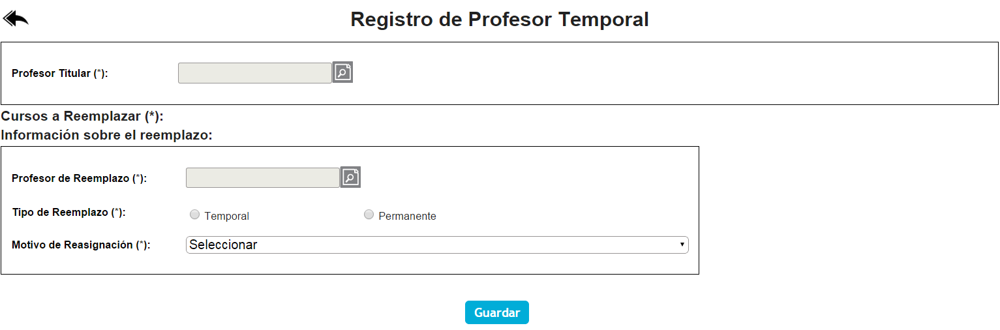 Registro de Profesor Temporal
Profesor Titular (*):
Cursos a Reemplazar (*):
Información sobre el reemplazo:
Profesor de Reemplazo (*):
Tipo de Reemplazo (*): Temporal Permanente
Motivo de Reasignación (*): Seleccionar
Guardar